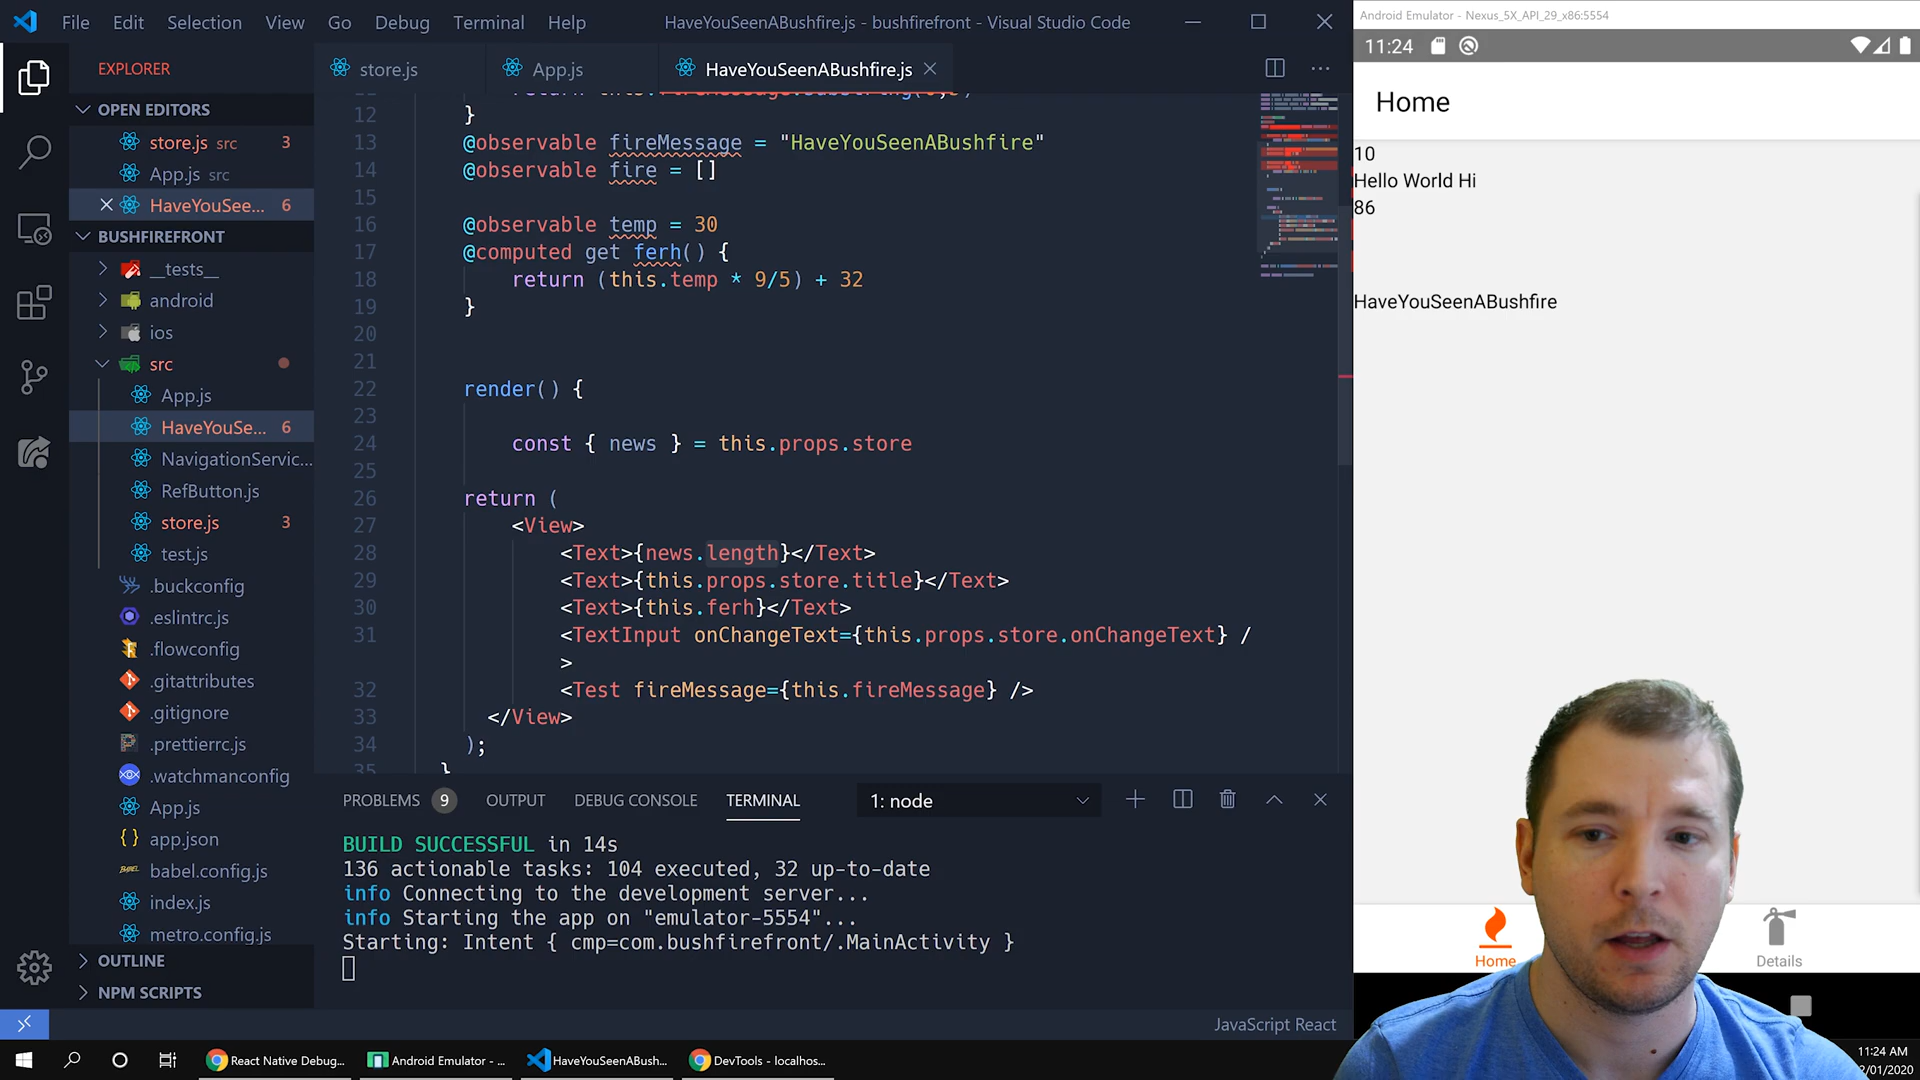 File Edit Selection View Go Debug Terminal Help
HaveYouSeenABushfire.js - bushfirefront - Visual Studio Code
EXPLORER
OPEN EDITORS
store.js src 3
App.js src
HaveYouSee... 6
BUSHFIREFRONT
__tests__
android
ios
src
App.js
HaveYouSe... 6
NavigationServic...
RefButton.js
store.js 3
test.js
.buckconfig
.eslintrc.js
.flowconfig
.gitattributes
.gitignore
.prettierrc.js
.watchmanconfig
App.js
app.json
babel.config.js
index.js
metro.config.js
OUTLINE
NPM SCRIPTS
store.js App.js HaveYouSeenABushfire.js
12 }
13 @observable fireMessage = "HaveYouSeenABushfire"
14 @observable fire = []
15
16 @observable temp = 30
17 @computed get ferh() {
18 return (this.temp * 9/5) + 32
19 }
20
21
22 render() {
23
24 const { news } = this.props.store
25
26 return (
27 <View>
28 <Text>{news.length}</Text>
29 <Text>{this.props.store.title}</Text>
30 <Text>{this.ferh}</Text>
31 <TextInput onChangeText={this.props.store.onChangeText} /
>
32 <Test fireMessage={this.fireMessage} />
33 </View>
34 );
35 }
PROBLEMS 9 OUTPUT DEBUG CONSOLE TERMINAL 1: node
BUILD SUCCESSFUL in 14s
136 actionable tasks: 104 executed, 32 up-to-date
info Connecting to the development server...
info Starting the app on "emulator-5554"...
Starting: Intent { cmp=com.bushfirefront/.MainActivity }
JavaScript React
Android Emulator - Nexus_5X_API_29_x86:5554
11:24
Home
10
Hello World Hi
86
HaveYouSeenABushfire
Home
Details
React Native Debug...
Android Emulator - ...
HaveYouSeenABush...
DevTools - localhos...
11:24 AM
2/01/2020